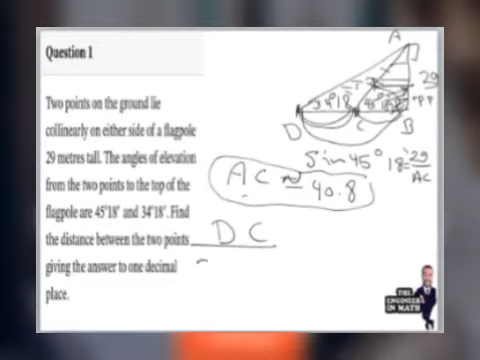 Question 1
Two points on the ground lie
collinearly on either side of a flagpole
29 metres tall. The angles of elevation
from the two points to the top of the
flagpole are 45°18' and 34°18'. Find
the distance between the two points
giving the answer to one decimal
place.
A
29
34°18'
D
C
B
Sin 45° 18' = 29
AC
AC ≈ 40.8
DC
THE
ENGINEER
IN MATH